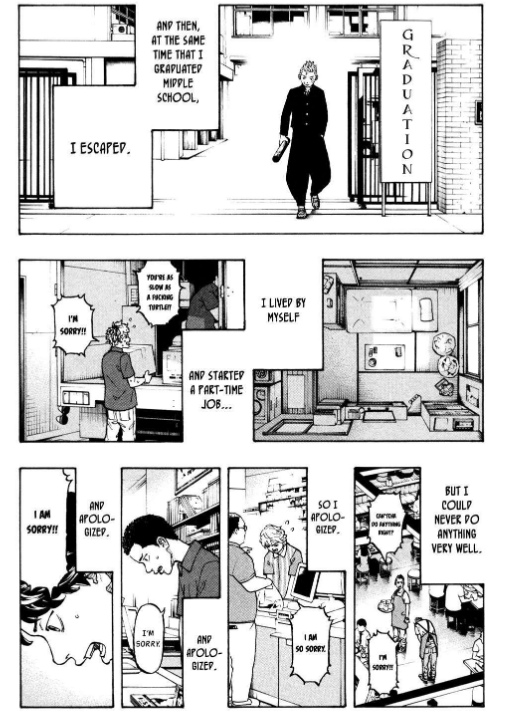 AND THEN,
AT THE SAME
TIME THAT I
GRADUATED
MIDDLE
SCHOOL,
I ESCAPED.
GRADUATION
I LIVED BY
MYSELF
AND STARTED
A PART-TIME
JOB...
YOU'RE AS
SLOW AS
A FUCKING
TURTLE!!
I'M
SORRY!!
BUT I
COULD
NEVER DO
ANYTHING
VERY WELL.
CAN'TCHA
DO ANYTHING
RIGHT?
I'M
SORRY!!
SO I
APOLO-
GIZED.
I AM
SO SORRY.
AND
APOLO-
GIZED.
I'M
SORRY.
AND
APOLO-
GIZED.
I AM
SORRY!!